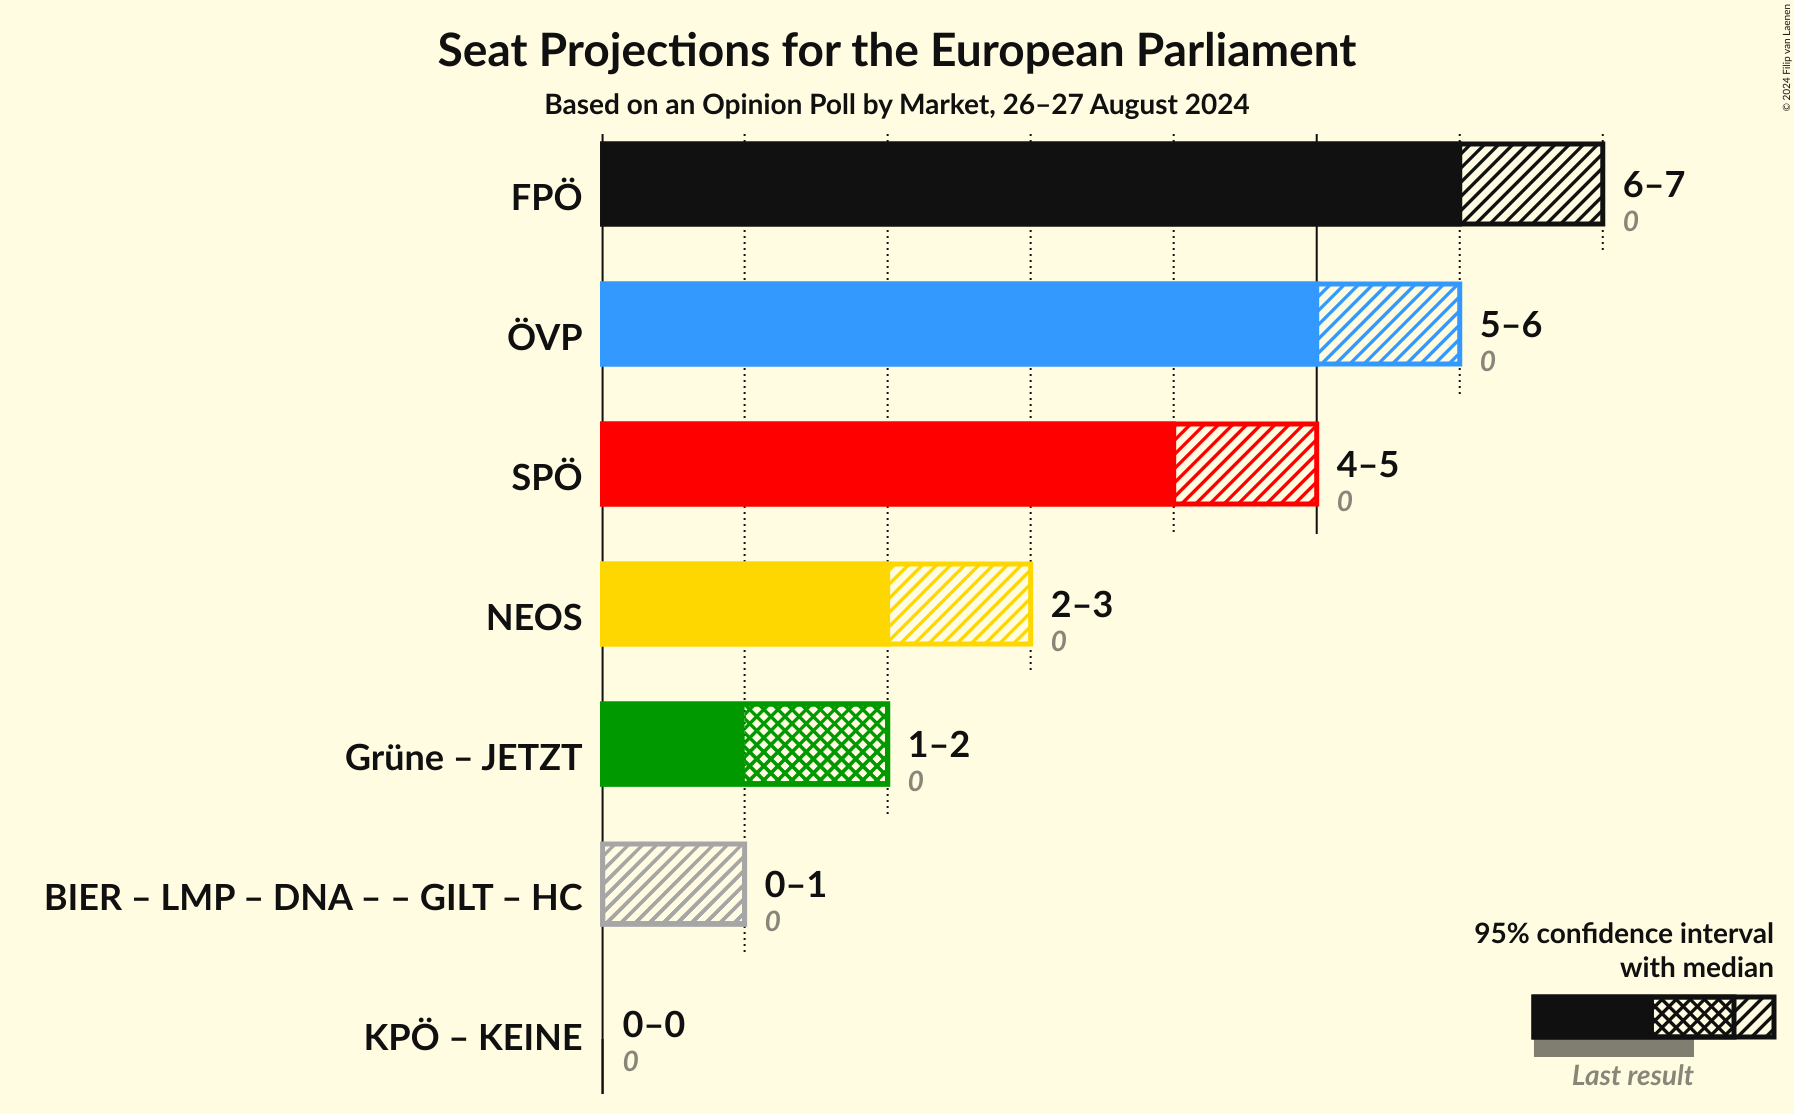 Seat Projections for the European Parliament
Based on an Opinion Poll by Market, 26–27 August 2024
© 2024 Filip van Laenen
FPÖ
6–7
0
ÖVP
5–6
0
SPÖ
4–5
0
NEOS
2–3
0
Grüne – JETZT
1–2
0
BIER – LMP – DNA – – GILT – HC
0–1
0
KPÖ – KEINE
0–0
0
95% confidence interval
with median
Last result